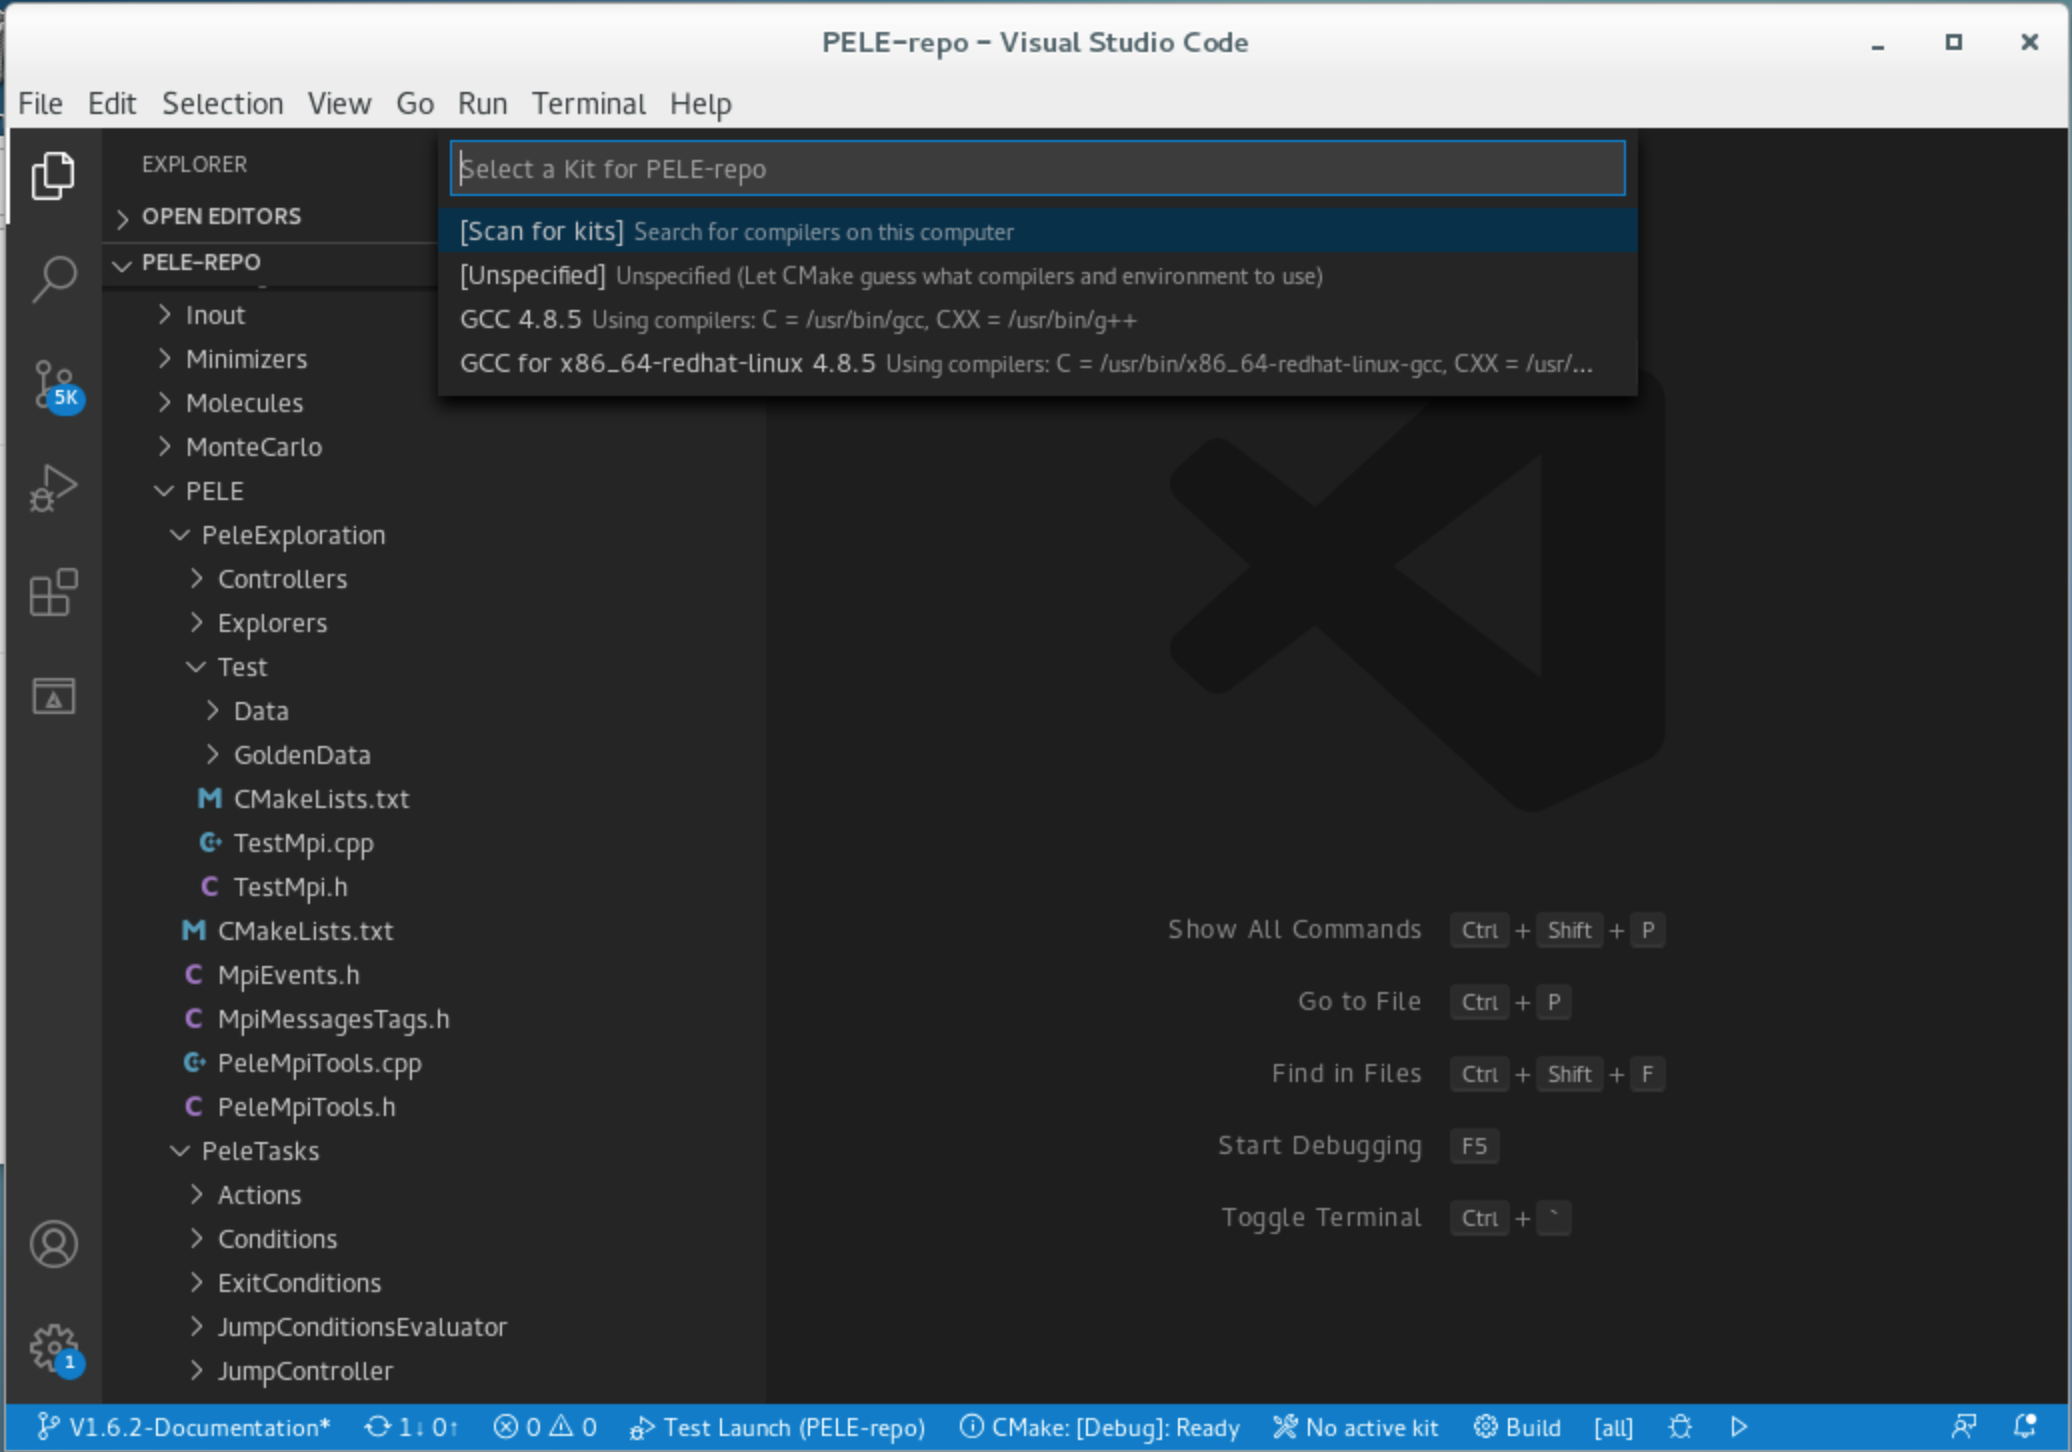 PELE-repo - Visual Studio Code
File Edit Selection View Go Run Terminal Help
EXPLORER
OPEN EDITORS
PELE-REPO
Inout
Minimizers
Molecules
MonteCarlo
PELE
PeleExploration
Controllers
Explorers
Test
Data
GoldenData
CMakeLists.txt
TestMpi.cpp
TestMpi.h
CMakeLists.txt
MpiEvents.h
MpiMessagesTags.h
PeleMpiTools.cpp
PeleMpiTools.h
PeleTasks
Actions
Conditions
ExitConditions
JumpConditionsEvaluator
JumpController
5K
1
Select a Kit for PELE-repo
[Scan for kits] Search for compilers on this computer
[Unspecified] Unspecified (Let CMake guess what compilers and environment to use)
GCC 4.8.5 Using compilers: C = /usr/bin/gcc, CXX = /usr/bin/g++
GCC for x86_64-redhat-linux 4.8.5 Using compilers: C = /usr/bin/x86_64-redhat-linux-gcc, CXX = /usr/...
Show All Commands Ctrl + Shift + P
Go to File Ctrl + P
Find in Files Ctrl + Shift + F
Start Debugging F5
Toggle Terminal Ctrl + `
V1.6.2-Documentation* 1↓ 0↑ 0 0 Test Launch (PELE-repo) CMake: [Debug]: Ready No active kit Build [all]